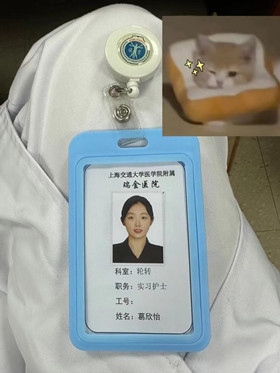 上海交通大学医学院附属
瑞金医院
科室：轮转
职务：实习护士
工号：
姓名：葛欣怡